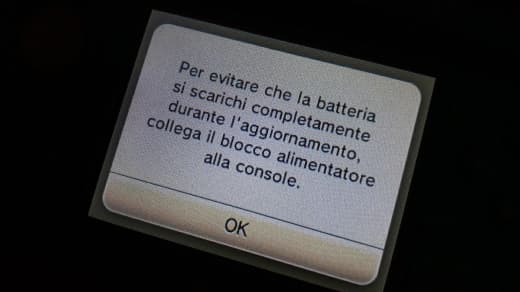 Per evitare che la batteria
si scarichi completamente
durante l'aggiornamento,
collega il blocco alimentatore
alla console.
OK